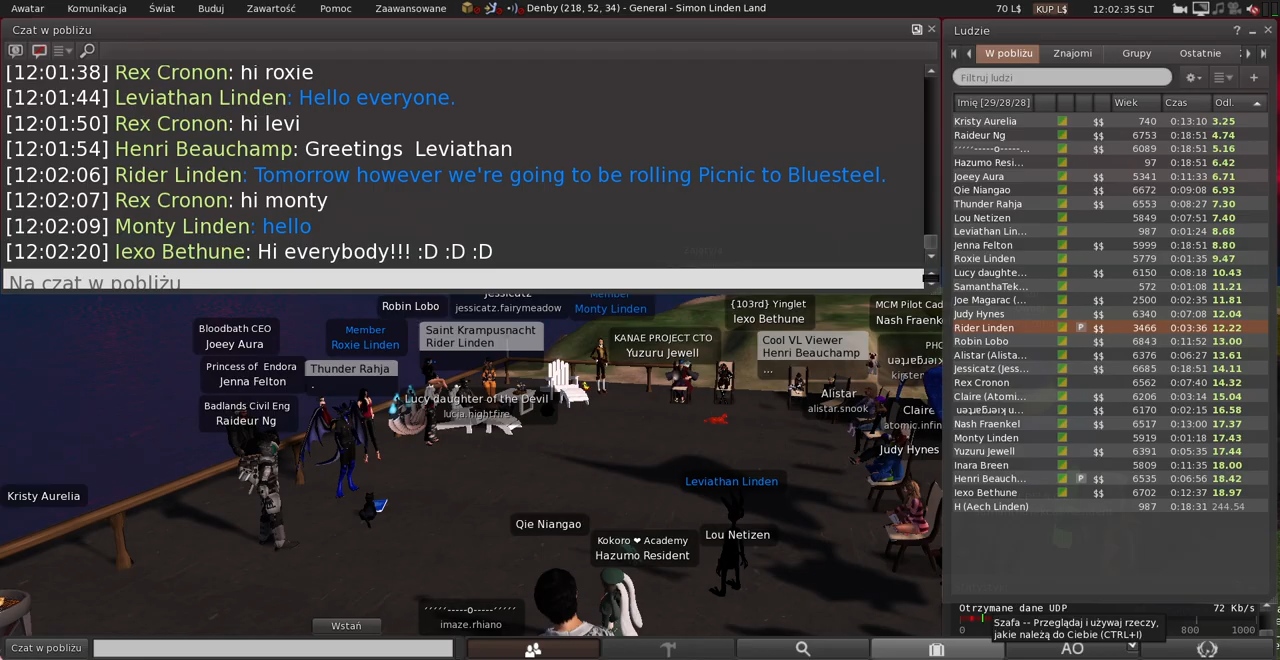 Awatar Komunikacja Świat Buduj Zawartość Pomoc Zaawansowane Denby (218, 52, 34) - General - Simon Linden Land 70 L$ KUP L$ 12:02:35 SLT
Czat w pobliżu
[12:01:38] Rex Cronon: hi roxie
[12:01:44] Leviathan Linden: Hello everyone.
[12:01:50] Rex Cronon: hi levi
[12:01:54] Henri Beauchamp: Greetings  Leviathan
[12:02:06] Rider Linden: Tomorrow however we're going to be rolling Picnic to Bluesteel.
[12:02:07] Rex Cronon: hi monty
[12:02:09] Monty Linden: hello
[12:02:20] Iexo Bethune: Hi everybody!!! :D :D :D
Na czat w pobliżu
Robin Lobo
Jessicatz
jessicatz.fairymeadow
Member
Monty Linden
{103rd} Yinglet
Iexo Bethune
MCM Pilot Cad
Nash Fraenk
Bloodbath CEO
Joeey Aura
Member
Roxie Linden
Saint Krampusnacht
Rider Linden
KANAE PROJECT CTO
Yuzuru Jewell
Cool VL Viewer
Henri Beauchamp
...
Princess of Endora
Jenna Felton
Thunder Rahja
.
Badlands Civil Eng
Raideur Ng
Lucy daughter of the Devil
lucia.nightfire
Alistar
alistar.snook
Claire
atomic.infin
Judy Hynes
Kristy Aurelia
Leviathan Linden
Qie Niangao
Lou Netizen
Kokoro ❤ Academy
Hazumo Resident
´´´´´-----o-----´´´´´
imaze.rhiano
Wstań
Czat w pobliżu
Ludzie
W pobliżu Znajomi Grupy Ostatnie
Filtruj ludzi
Imię [29/28/28] Wiek Czas Odl.
Kristy Aurelia 740 0:13:10 3.25
Raideur Ng $$ 6753 0:18:51 4.74
´´´´´-----o-----... $$ 6089 0:18:51 5.16
Hazumo Resi... 97 0:18:51 6.42
Joeey Aura $$ 5341 0:11:33 6.71
Qie Niangao $$ 6672 0:09:08 6.93
Thunder Rahja $$ 6553 0:08:27 7.30
Lou Netizen 5849 0:07:51 7.40
Leviathan Lin... 987 0:01:24 8.68
Jenna Felton $$ 5999 0:18:51 8.80
Roxie Linden 5779 0:01:35 9.47
Lucy daughte... $$ 6150 0:08:18 10.43
SamanthaTek... 572 0:01:08 11.21
Joe Magarac (... $$ 2500 0:02:35 11.81
Judy Hynes $$ 6340 0:07:08 12.04
Rider Linden P $$ 3466 0:03:36 12.22
Robin Lobo $$ 6843 0:11:52 13.00
Alistar (Alista... $$ 6376 0:06:27 13.61
Jessicatz (Jess... $$ 6685 0:18:51 14.11
Rex Cronon 6562 0:07:40 14.32
Claire (Atomi... $$ 6206 0:03:14 15.04
$$ 6170 0:02:15 16.58
Nash Fraenkel $$ 6517 0:13:00 17.37
Monty Linden 5919 0:01:18 17.43
Yuzuru Jewell $$ 6391 0:05:35 17.44
Inara Breen 5809 0:11:35 18.00
Henri Beauch... P $$ 6535 0:06:56 18.42
Iexo Bethune $$ 6702 0:12:37 18.97
H (Aech Linden) 987 0:18:31 244.54
Otrzymane dane UDP 72 Kb/s
0 800 1000
Szafa -- Przeglądaj i używaj rzeczy,
jakie należą do Ciebie (CTRL+I)
AO